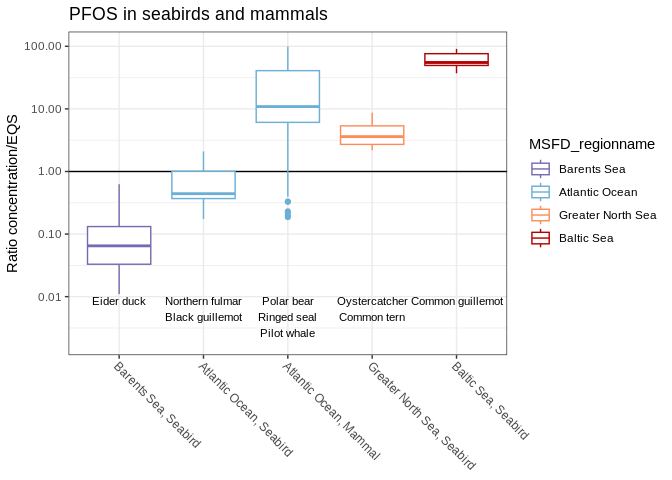 PFOS in seabirds and mammals
Ratio concentration/EQS
100.00
10.00
1.00
0.10
0.01
Eider duck
Northern fulmar
Black guillemot
Polar bear
Ringed seal
Pilot whale
Oystercatcher
Common tern
Common guillemot
Barents Sea, Seabird
Atlantic Ocean, Seabird
Atlantic Ocean, Mammal
Greater North Sea, Seabird
Baltic Sea, Seabird
MSFD_regionname
Barents Sea
Atlantic Ocean
Greater North Sea
Baltic Sea